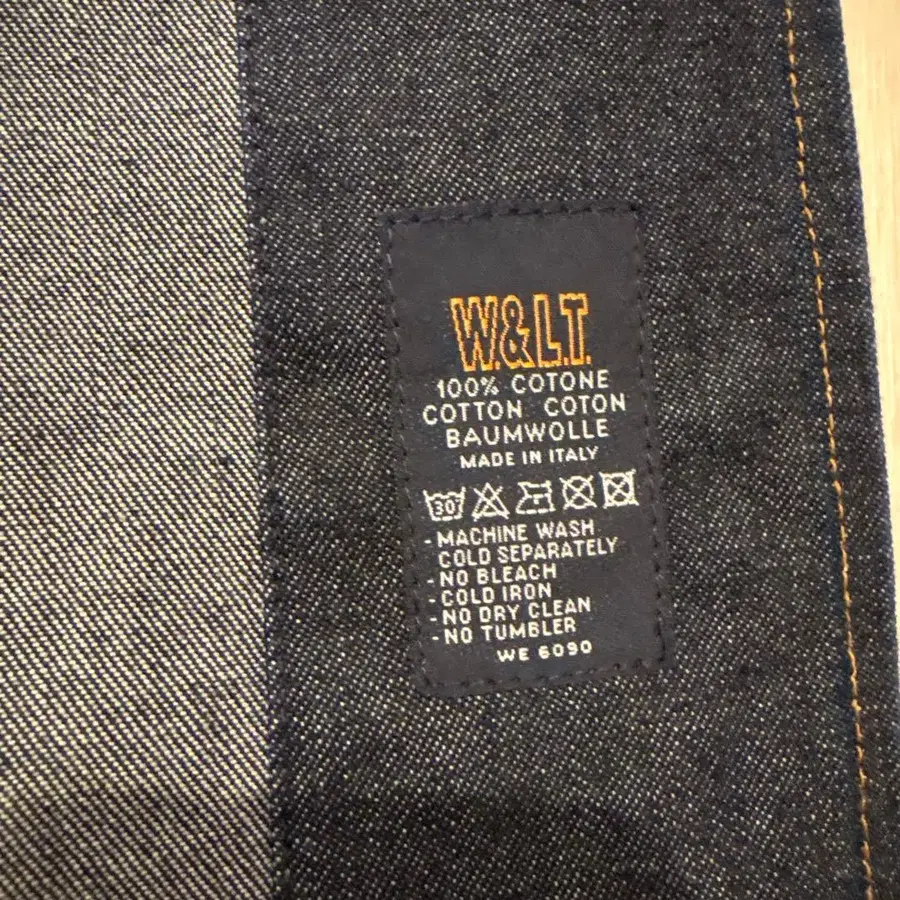 W.&L.T.
100% COTONE
COTTON COTON
BAUMWOLLE
MADE IN ITALY
30
- MACHINE WASH
COLD SEPARATELY
- NO BLEACH
- COLD IRON
- NO DRY CLEAN
- NO TUMBLER
WE 6090